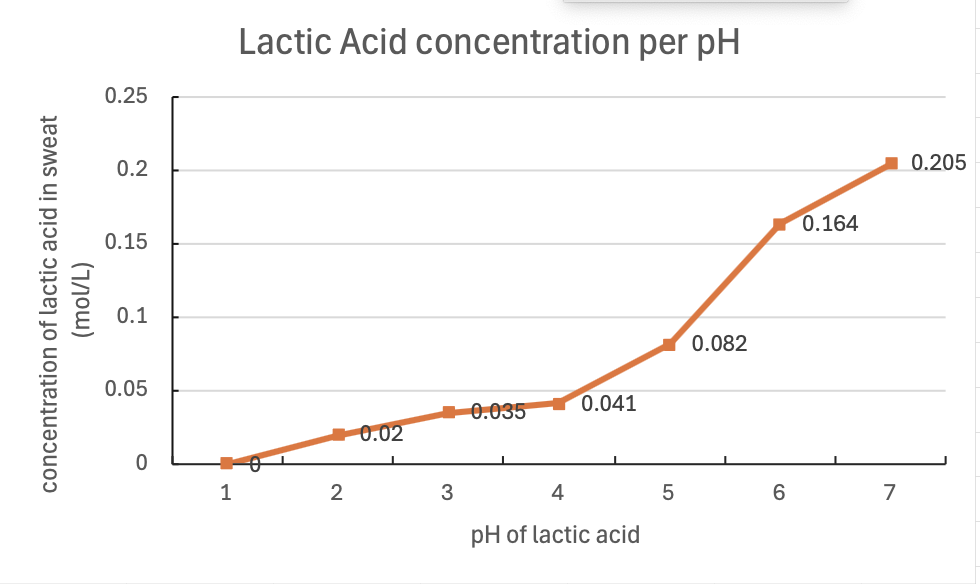 Lactic Acid concentration per pH
concentration of lactic acid in sweat
(mol/L)
0.25
0.2
0.15
0.1
0.05
0
0
0.02
0.035
0.041
0.082
0.164
0.205
1 2 3 4 5 6 7
pH of lactic acid